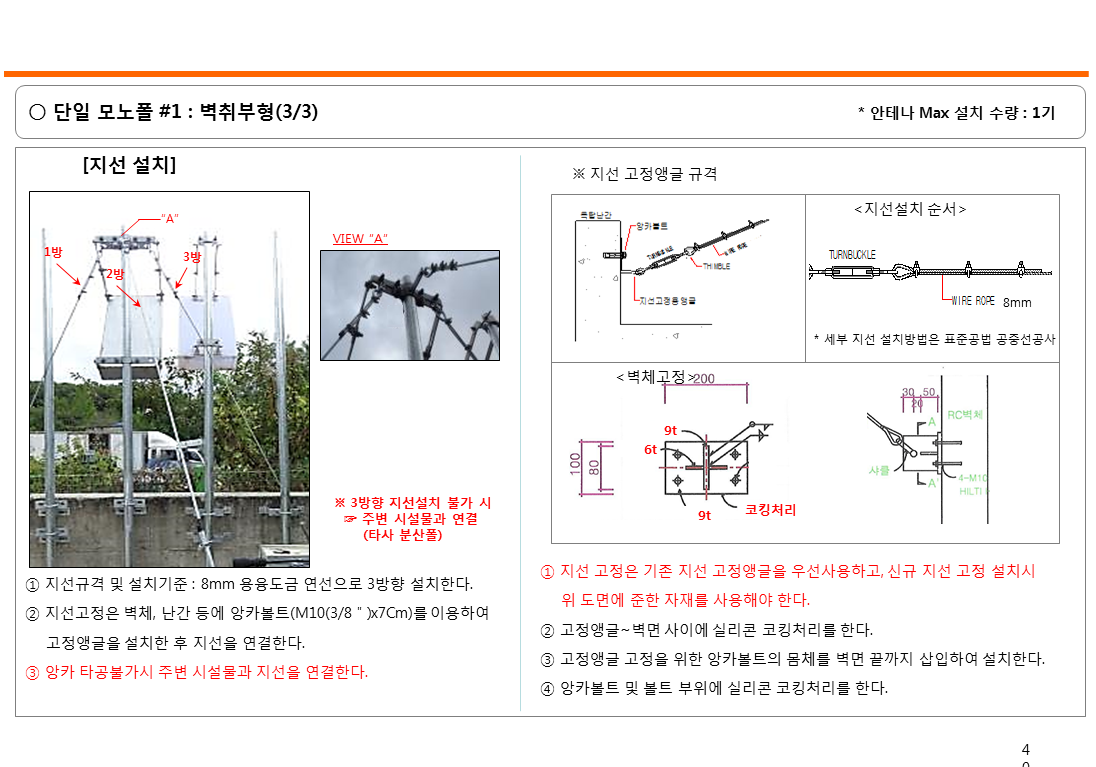 ○ 단일 모노폴 #1 : 벽취부형(3/3)
* 안테나 Max 설치 수량 : 1기
[지선 설치]
"A"
1방
2방
3방
VIEW "A"
※ 3방향 지선설치 불가 시
☞ 주변 시설물과 연결
(타사 분산폴)
① 지선규격 및 설치기준 : 8mm 용융도금 연선으로 3방향 설치한다.
② 지선고정은 벽체, 난간 등에 앙카볼트(M10(3/8 " )x7Cm)를 이용하여
고정앵글을 설치한 후 지선을 연결한다.
③ 앙카 타공불가시 주변 시설물과 지선을 연결한다.
※ 지선 고정앵글 규격
옥탑난간
앙카볼트
TURNBUCKLE
WIRE ROPE
THIMBLE
지선고정용앵글
<지선설치 순서>
TURNBUCKLE
WIRE ROPE 8mm
* 세부 지선 설치방법은 표준공법 공중선공사
<벽체고정>
200
9t
6t
100
80
9t
코킹처리
30 50
20
RC벽체
A
샤클
A'
4-M10
HILTI
① 지선 고정은 기존 지선 고정앵글을 우선사용하고, 신규 지선 고정 설치시
위 도면에 준한 자재를 사용해야 한다.
② 고정앵글~벽면 사이에 실리콘 코킹처리를 한다.
③ 고정앵글 고정을 위한 앙카볼트의 몸체를 벽면 끝까지 삽입하여 설치한다.
④ 앙카볼트 및 볼트 부위에 실리콘 코킹처리를 한다.
4